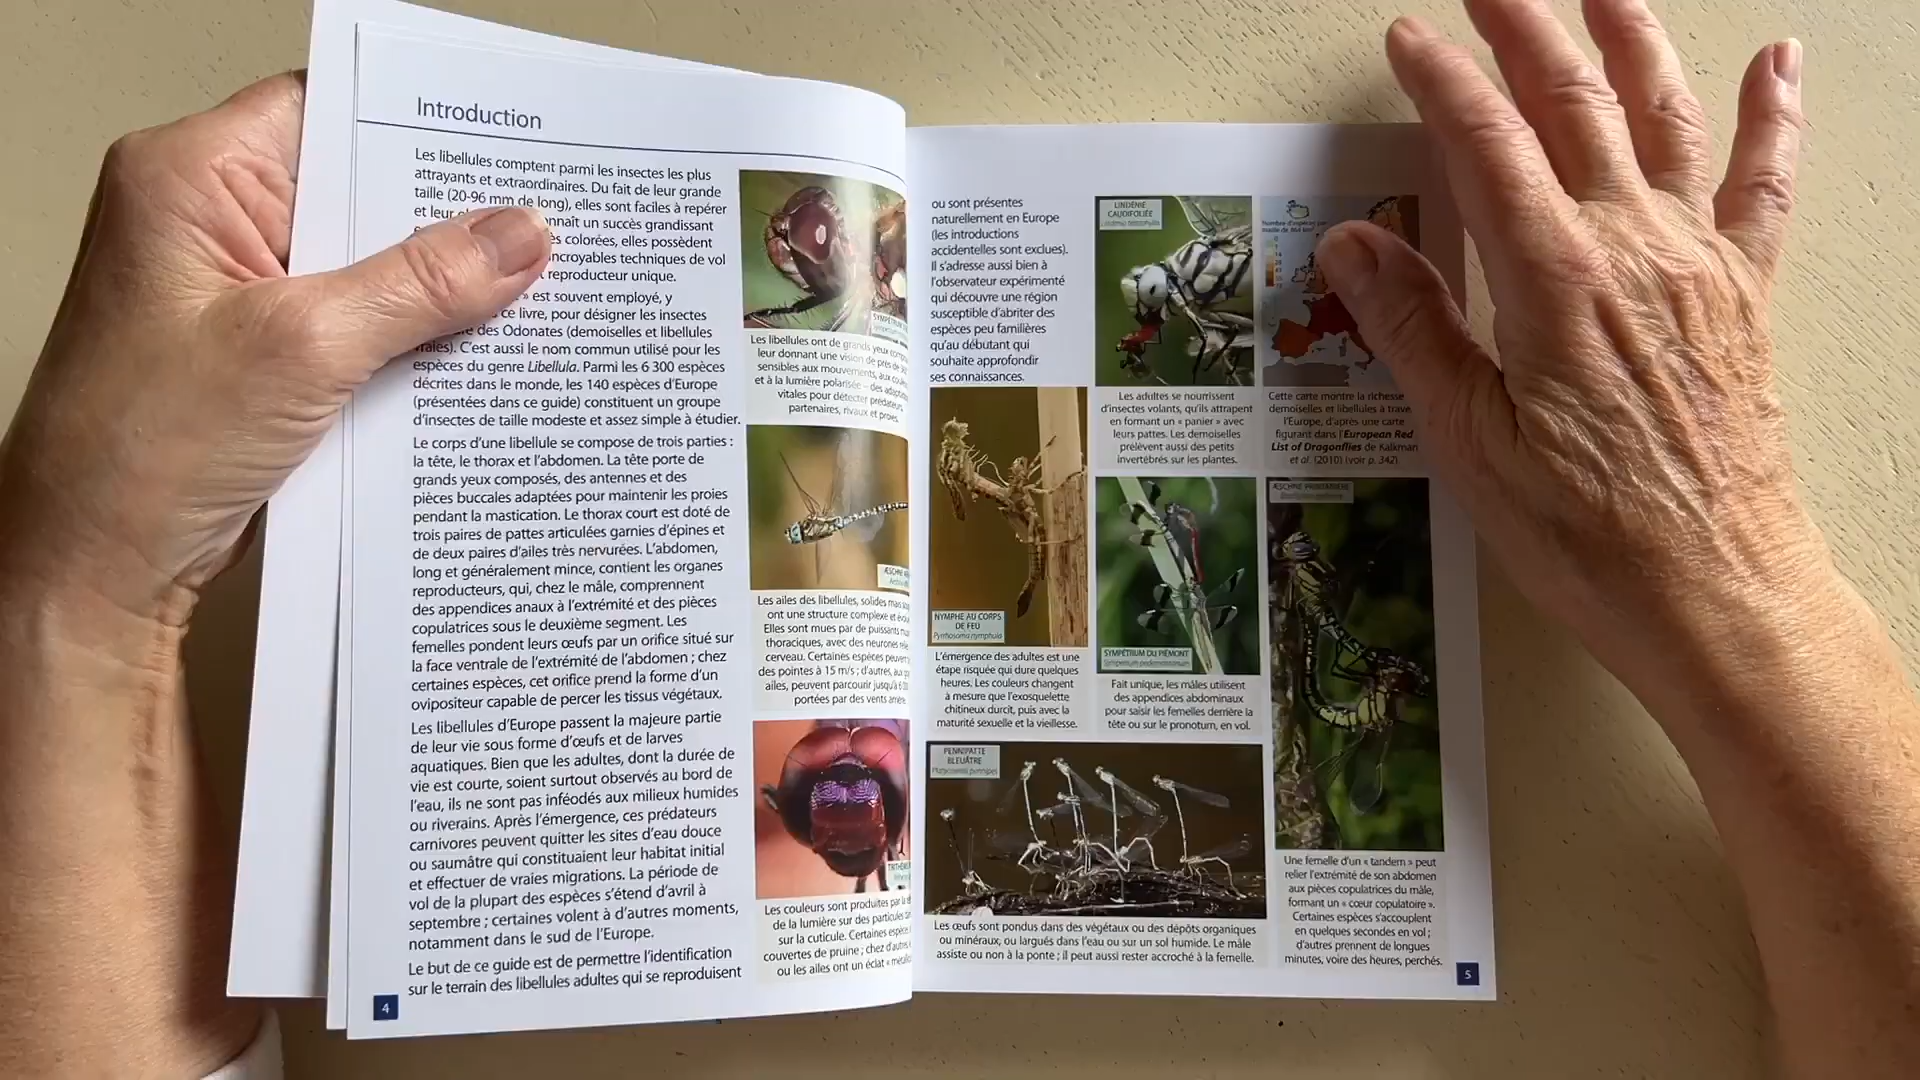 Introduction
Les libellules comptent parmi les insectes les plus
attrayants et extraordinaires. Du fait de leur grande
taille (20-96 mm de long), elles sont faciles à repérer
et leur nnaît un succès grandissant
ès colorées, elles possèdent
incroyables techniques de vol
t reproducteur unique.
» est souvent employé, y
ce livre, pour désigner les insectes
des Odonates (demoiselles et libellules
vraies). C’est aussi le nom commun utilisé pour les
espèces du genre Libellula. Parmi les 6 300 espèces
décrites dans le monde, les 140 espèces d’Europe
(présentées dans ce guide) constituent un groupe
d’insectes de taille modeste et assez simple à étudier.
Le corps d’une libellule se compose de trois parties :
la tête, le thorax et l’abdomen. La tête porte de
grands yeux composés, des antennes et des
pièces buccales adaptées pour maintenir les proies
pendant la mastication. Le thorax court est doté de
trois paires de pattes articulées garnies d’épines et
de deux paires d’ailes très nervurées. L’abdomen,
long et généralement mince, contient les organes
reproducteurs, qui, chez le mâle, comprennent
des appendices anaux à l’extrémité et des pièces
copulatrices sous le deuxième segment. Les
femelles pondent leurs œufs par un orifice situé sur
la face ventrale de l’extrémité de l’abdomen ; chez
certaines espèces, cet orifice prend la forme d’un
ovipositeur capable de percer les tissus végétaux.
Les libellules d’Europe passent la majeure partie
de leur vie sous forme d’œufs et de larves
aquatiques. Bien que les adultes, dont la durée de
vie est courte, soient surtout observés au bord de
l’eau, ils ne sont pas inféodés aux milieux humides
ou riverains. Après l’émergence, ces prédateurs
carnivores peuvent quitter les sites d’eau douce
ou saumâtre qui constituaient leur habitat initial
et effectuer de vraies migrations. La période de
vol de la plupart des espèces s’étend d’avril à
septembre ; certaines volent à d’autres moments,
notamment dans le sud de l’Europe.
Le but de ce guide est de permettre l’identification
sur le terrain des libellules adultes qui se reproduisent
4
SYMPÉTRUM
Les libellules ont de grands yeux
leur donnant une vision de près de
sensibles aux mouvements, aux
et à la lumière polarisée – des
vitales pour détecter prédateurs,
partenaires, rivaux et proies.
ÆSCHNE
Les ailes des libellules, solides mais
ont une structure complexe et
Elles sont mues par de puissants
thoraciques, avec des neurones
cerveau. Certaines espèces peuvent
des pointes à 15 m/s ; d’autres, aux
ailes, peuvent parcourir jusqu’à
portées par des vents arrière.
Les couleurs sont produites par la
de la lumière sur des particules
sur la cuticule. Certaines espèces
couvertes de pruine ; chez d’autres
ou les ailes ont un éclat «
ou sont présentes
naturellement en Europe
(les introductions
accidentelles sont exclues).
Il s’adresse aussi bien à
l’observateur expérimenté
qui découvre une région
susceptible d’abriter des
espèces peu familières
qu’au débutant qui
souhaite approfondir
ses connaissances.
NYMPHE AU CORPS
DE FEU
Pyrrhosoma nymphula
L’émergence des adultes est une
étape risquée qui dure quelques
heures. Les couleurs changent
à mesure que l’exosquelette
chitineux durcit, puis avec la
maturité sexuelle et la vieillesse.
LINDÉNIE
CAUDIFOLIÉE
Lindenia tetraphylla
Les adultes se nourrissent
d’insectes volants, qu’ils attrapent
en formant un « panier » avec
leurs pattes. Les demoiselles
prélèvent aussi des petits
invertébrés sur les plantes.
Nombre d’espèces par
maille de
Cette carte montre la richesse
demoiselles et libellules à trave
l’Europe, d’après une carte
figurant dans l’European Red
List of Dragonflies de Kalkman
et al. (2010) (voir p. 342).
SYMPÉTRUM DU PIÉMONT
Sympetrum pedemontanum
Fait unique, les mâles utilisent
des appendices abdominaux
pour saisir les femelles derrière la
tête ou sur le pronotum, en vol.
ÆSCHNE PRINTANIÈRE
Une femelle d’un « tandem » peut
relier l’extrémité de son abdomen
aux pièces copulatrices du mâle,
formant un « cœur copulatoire ».
Certaines espèces s’accouplent
en quelques secondes en vol ;
d’autres prennent de longues
minutes, voire des heures, perchés.
PENNIPATTE
BLEUÂTRE
Platycnemis pennipes
Les œufs sont pondus dans des végétaux ou des dépôts organiques
ou minéraux, ou largués dans l’eau ou sur un sol humide. Le mâle
assiste ou non à la ponte ; il peut aussi rester accroché à la femelle.
5